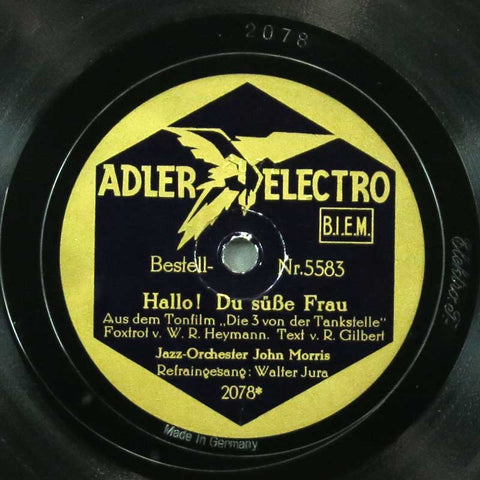 2078
ADLER ELECTRO
B.I.E.M.
Bestell- Nr. 5583
Hallo! Du süße Frau
Aus dem Tonfilm „Die 3 von der Tankstelle"
Foxtrot v. W. R. Heymann. Text v. R. Gilbert
Jazz-Orchester John Morris
Refraingesang: Walter Jura
2078*
Made In Germany